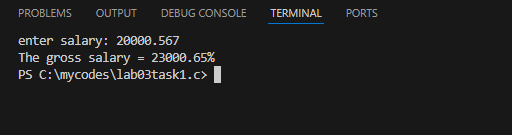 PROBLEMS OUTPUT DEBUG CONSOLE TERMINAL PORTS
enter salary: 20000.567
The gross salary = 23000.65%
PS C:\mycodes\lab03task1.c>